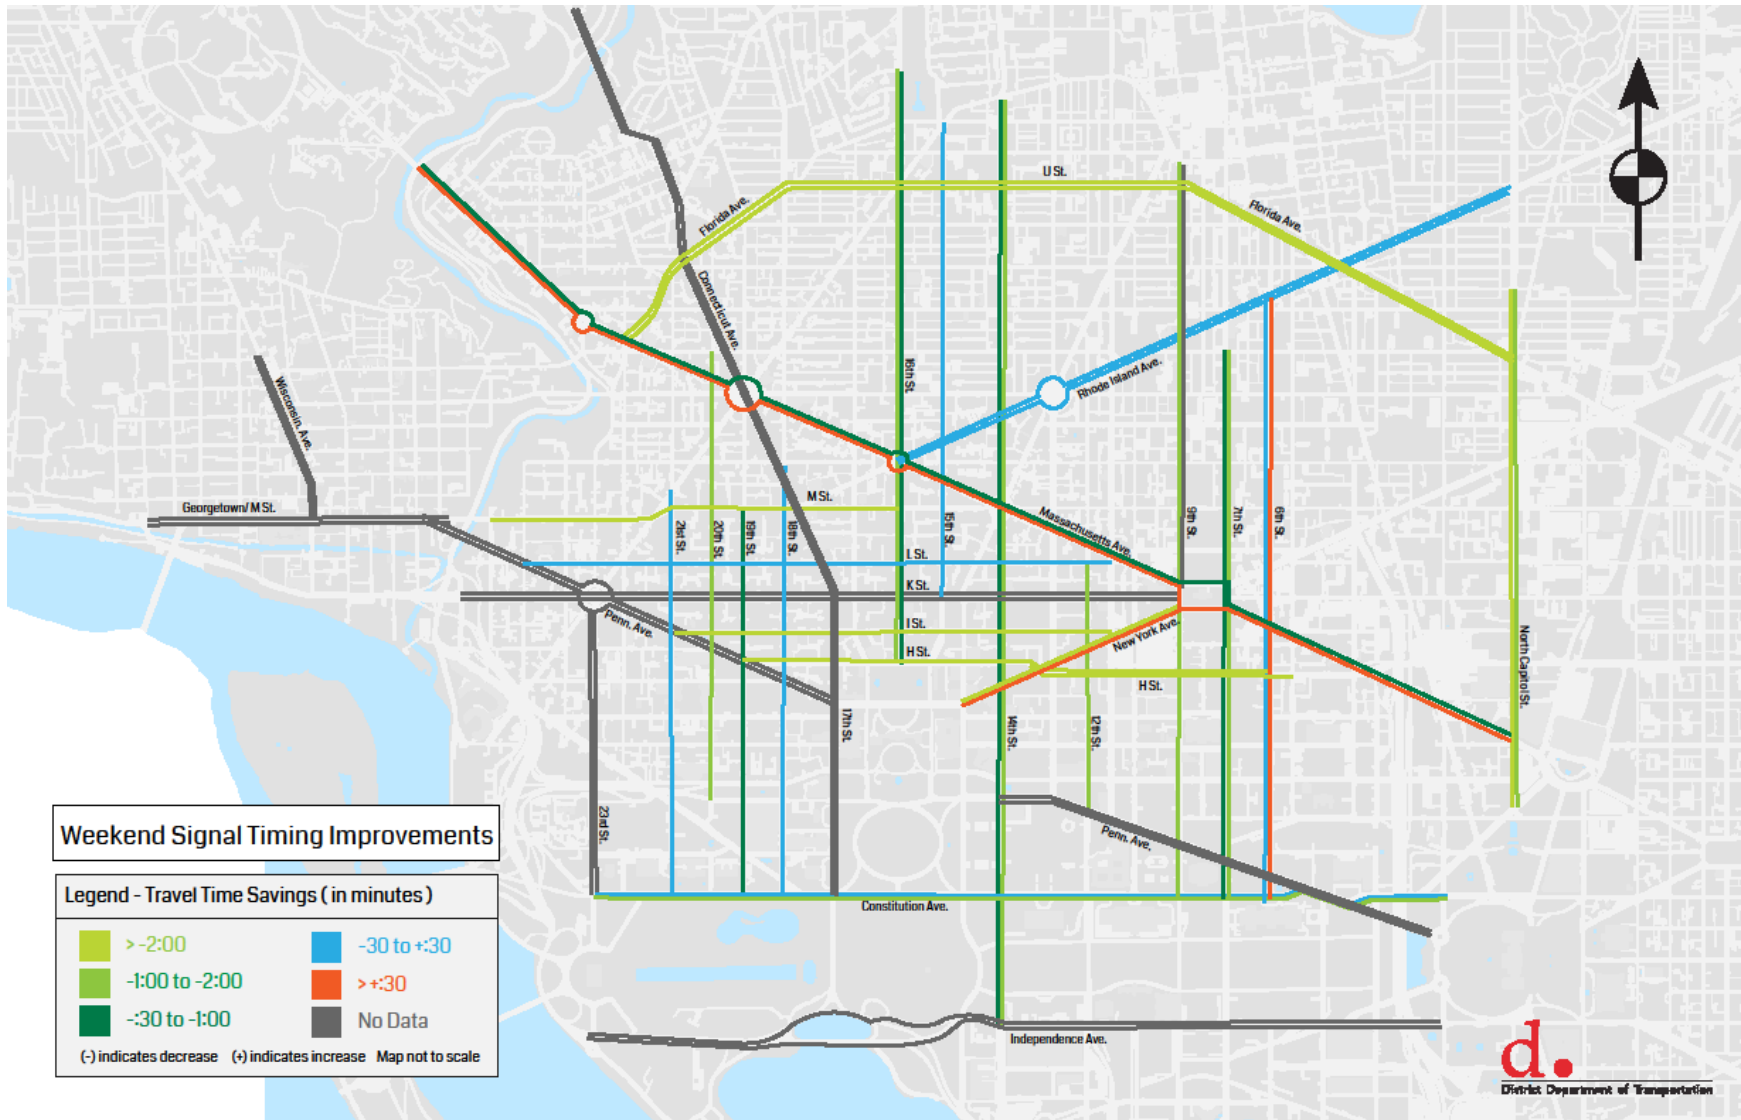 U St.
Florida Ave.
Florida Ave.
Connecticut Ave.
16th St.
Rhode Island Ave.
Wisconsin. Ave.
Georgetown/ M St.
M St.
21st St.
20th St.
19th St.
18th St.
15th St.
Massachusetts Ave.
9th St.
7th St.
6th St.
L St.
K St.
Penn. Ave.
I St.
New York Ave.
H St.
H St.
North Capitol St.
17th St.
14th St.
12th St.
23rd St.
Penn. Ave.
Constitution Ave.
Independence Ave.
Weekend Signal Timing Improvements
Legend - Travel Time Savings ( in minutes )
> -2:00
-30 to +:30
-1:00 to -2:00
> +:30
-:30 to -1:00
No Data
(-) indicates decrease (+) indicates increase Map not to scale
d.
District Department of Transportation